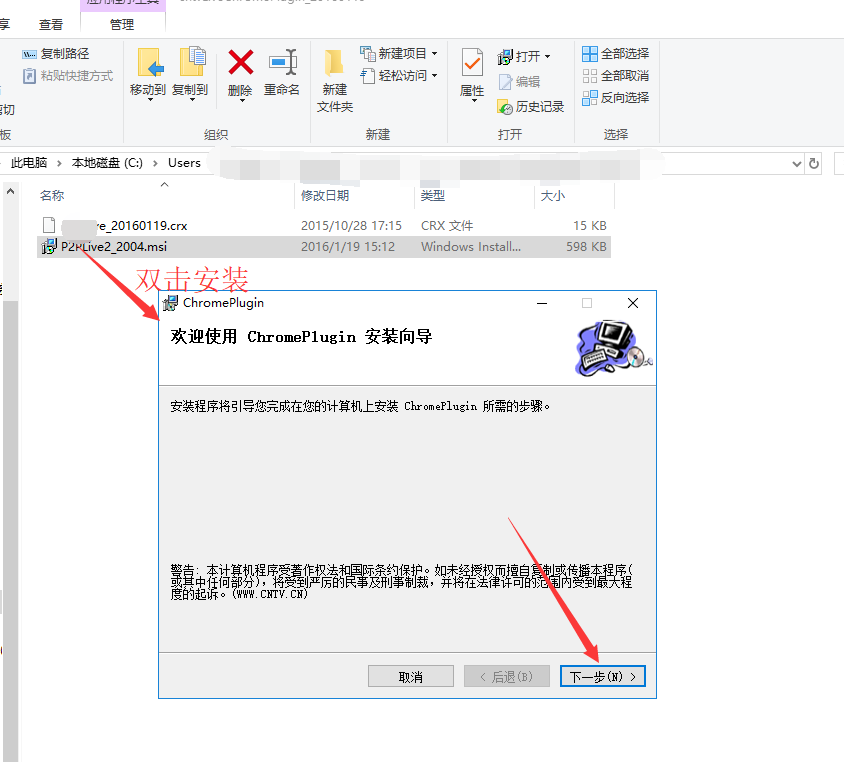 享 查看 管理
复制路径
粘贴快捷方式
剪切
板
移动到 复制到 删除 重命名
组织
新建
文件夹
新建项目
轻松访问
新建
属性
打开
编辑
历史记录
打开
全部选择
全部取消
反向选择
选择
此电脑 > 本地磁盘 (C:) > Users
名称 修改日期 类型 大小
ve_20160119.crx 2015/10/28 17:15 CRX 文件 15 KB
P2PLive2_2004.msi 2016/1/19 15:12 Windows Install... 598 KB
双击安装
ChromePlugin
欢迎使用 ChromePlugin 安装向导
安装程序将引导您完成在您的计算机上安装 ChromePlugin 所需的步骤。
警告: 本计算机程序受著作权法和国际条约保护。如未经授权而擅自复制或传播本程序(
或其中任何部分)，将受到严厉的民事及刑事制裁，并将在法律许可的范围内受到最大程
度的起诉。(WWW.CNTV.CN)
取消 < 后退(B) 下一步(N) >